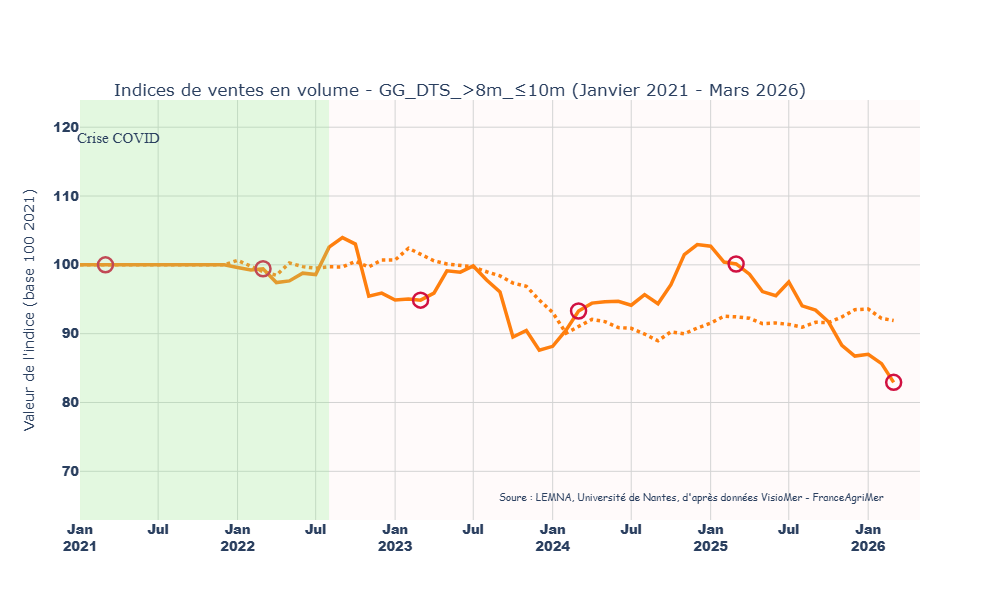 Indices de ventes en volume - GG_DTS_>8m_≤10m (Janvier 2021 - Mars 2026)
Crise COVID
Valeur de l'indice (base 100 2021)
120
110
100
90
80
70
Soure : LEMNA, Université de Nantes, d'après données VisioMer - FranceAgriMer
Jan Jul Jan Jul Jan Jul Jan Jul Jan Jul Jan
2021 2022 2023 2024 2025 2026